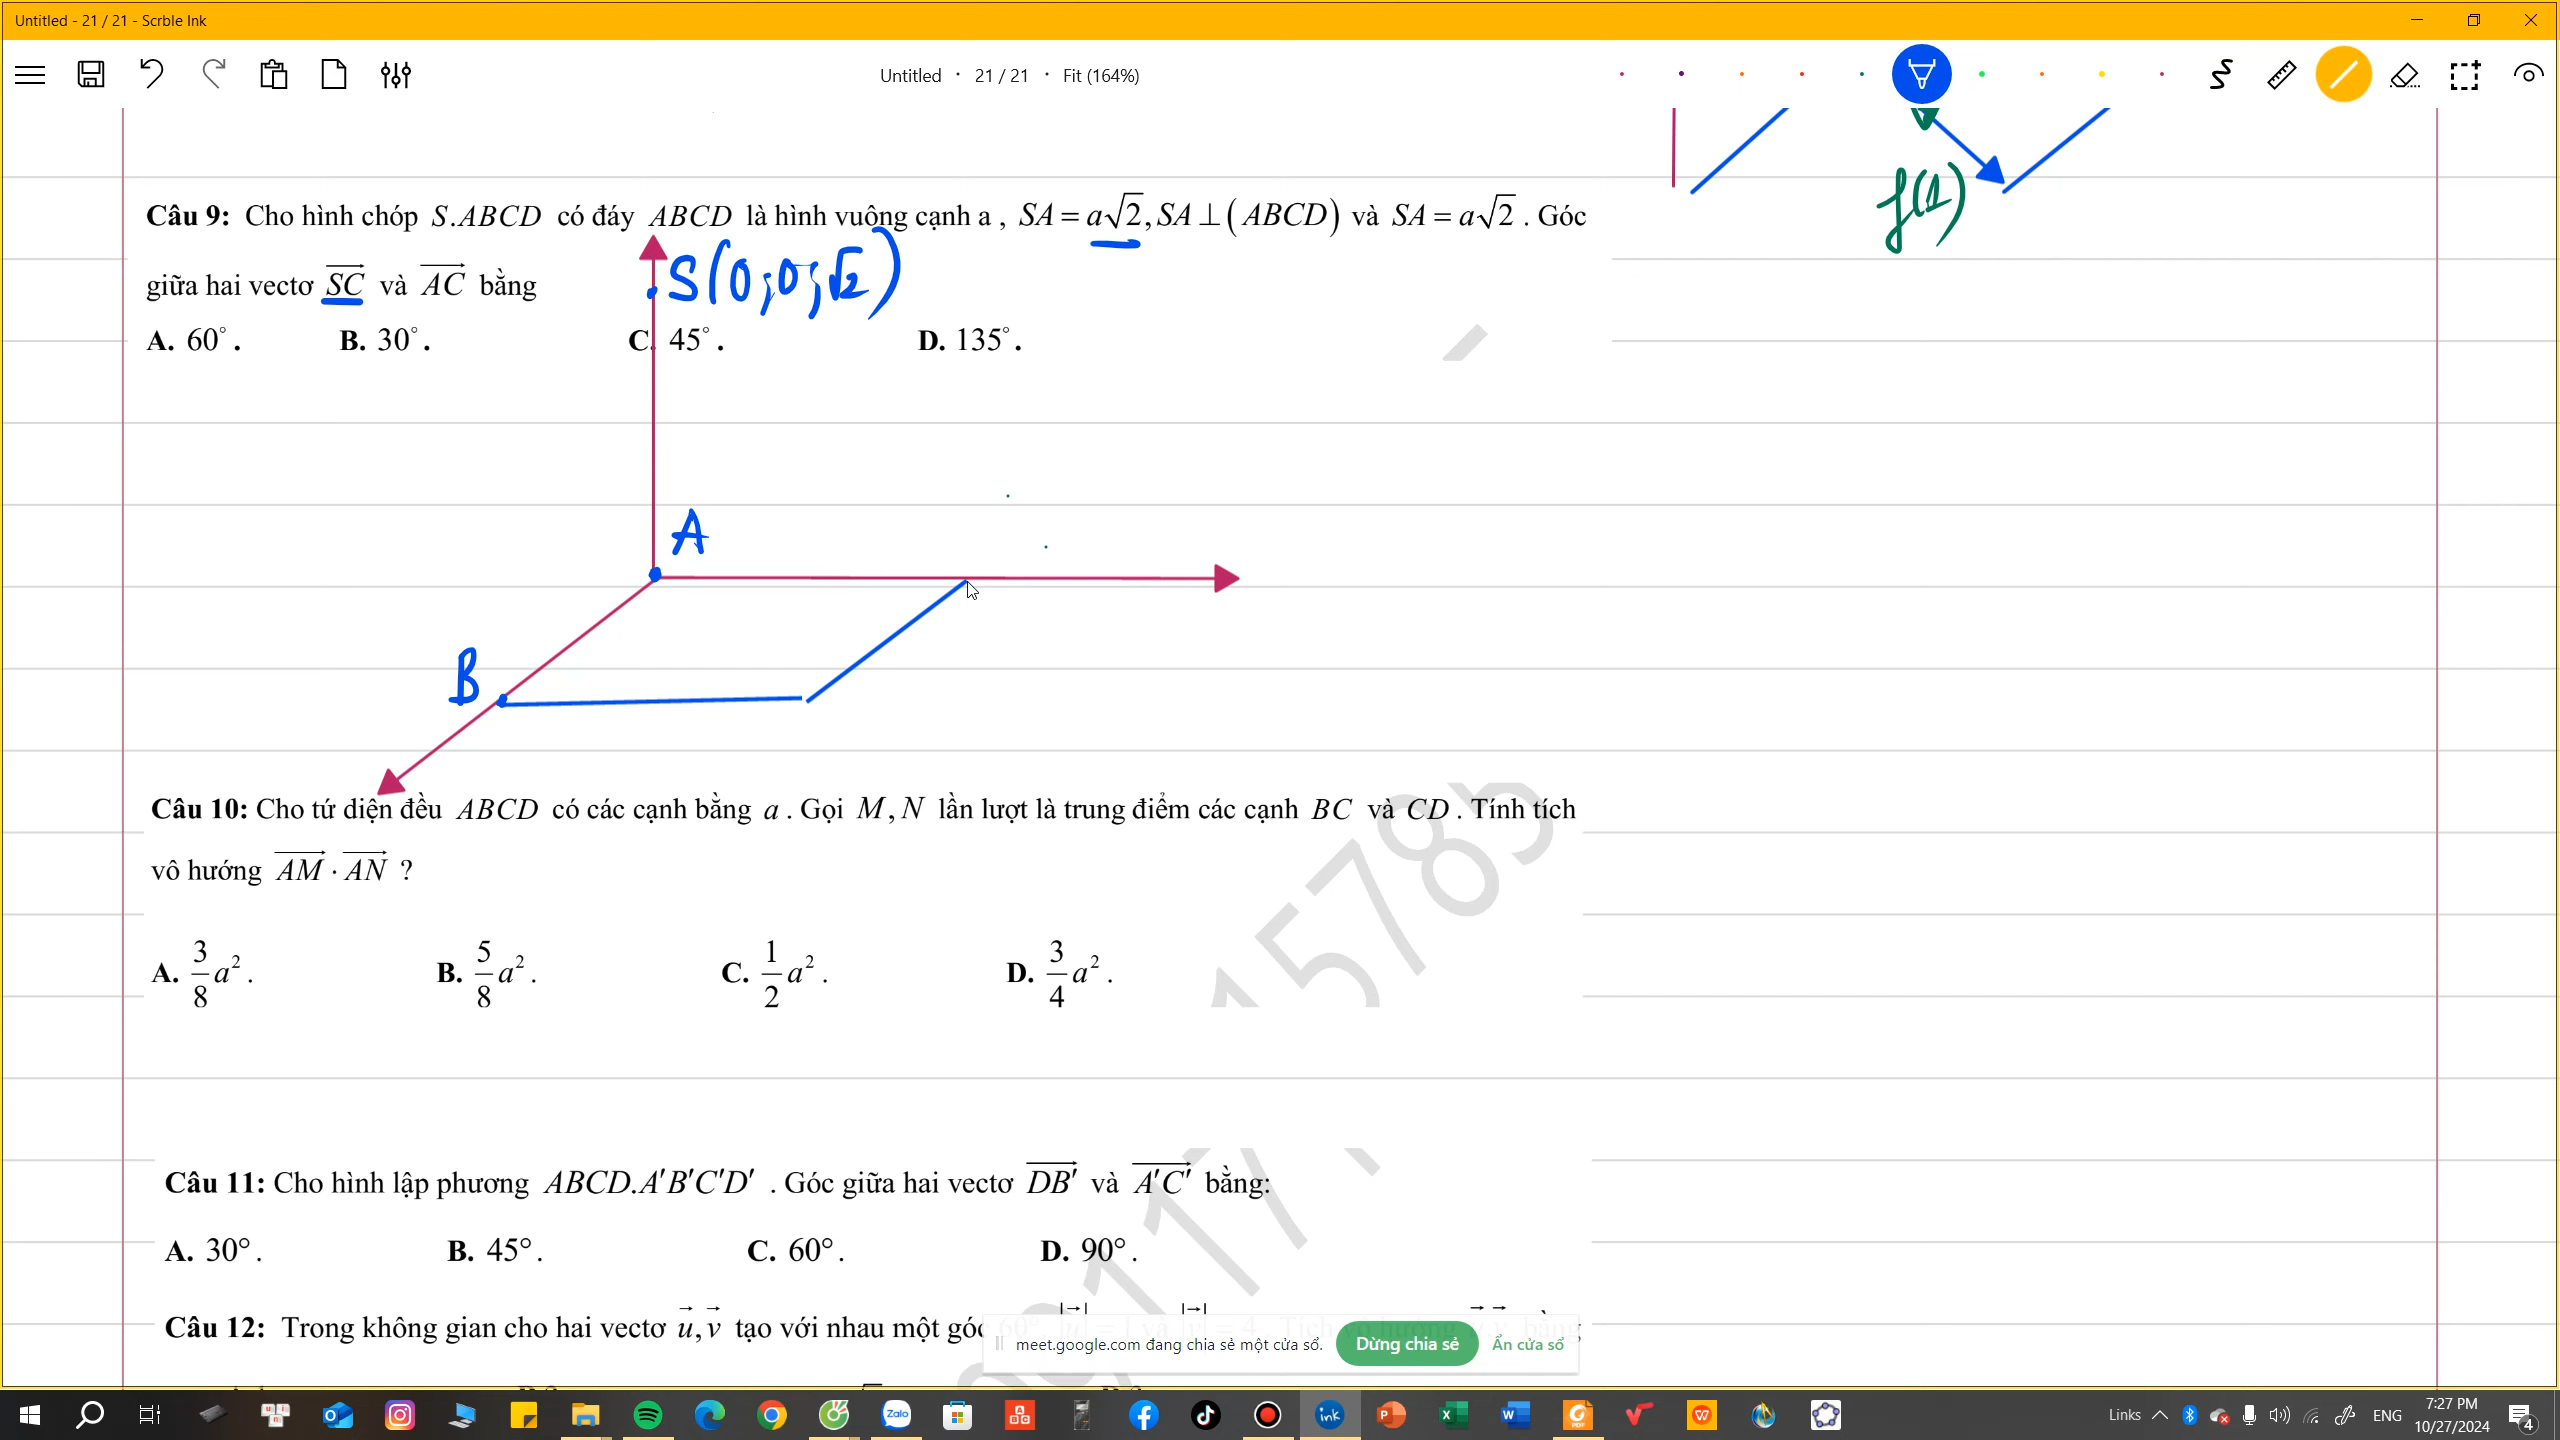 Untitled - 21 / 21 - Scrble Ink
Untitled · 21 / 21 · Fit (164%)
f(1)
Câu 9: Cho hình chóp S.ABCD có đáy ABCD là hình vuông cạnh a , SA = a√2, SA ⊥ (ABCD) và SA = a√2 . Góc
giữa hai vectơ SC và AC bằng
S(0;0;√2)
A. 60° . B. 30° . C. 45° . D. 135° .
A
B
Câu 10: Cho tứ diện đều ABCD có các cạnh bằng a . Gọi M, N lần lượt là trung điểm các cạnh BC và CD . Tính tích
vô hướng AM · AN ?
A. 3/8 a² . B. 5/8 a² . C. 1/2 a² . D. 3/4 a² .
Câu 11: Cho hình lập phương ABCD.A'B'C'D' . Góc giữa hai vectơ DB' và A'C' bằng:
A. 30° . B. 45° . C. 60° . D. 90° .
Câu 12: Trong không gian cho hai vectơ u, v tạo với nhau một góc
meet.google.com đang chia sẻ một cửa sổ. Dừng chia sẻ Ẩn cửa sổ
Links ENG 7:27 PM
10/27/2024 4